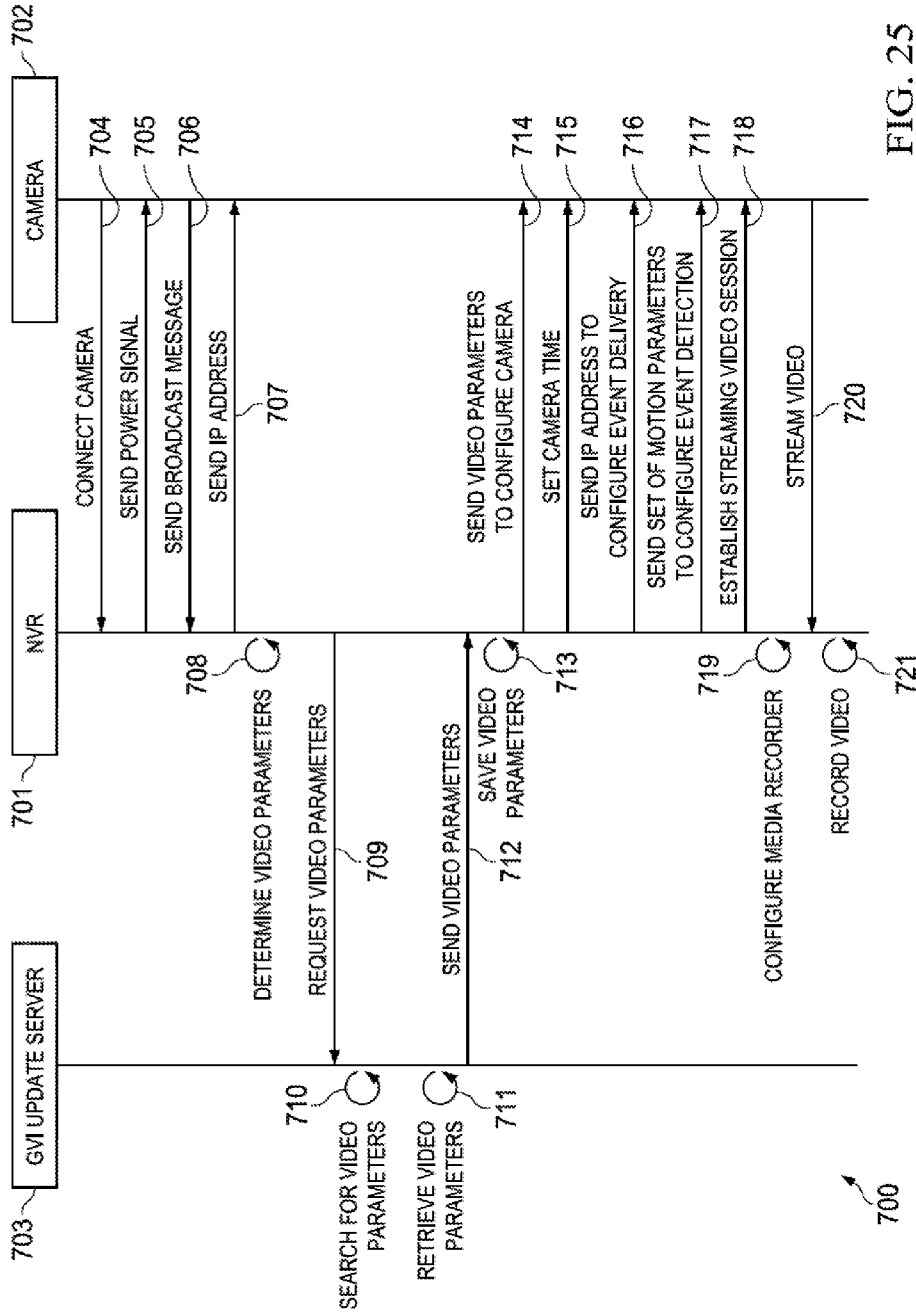 703
GVI UPDATE SERVER
701
NVR
CAMERA
702
CONNECT CAMERA
704
SEND POWER SIGNAL
705
SEND BROADCAST MESSAGE
706
SEND IP ADDRESS
707
708
DETERMINE VIDEO PARAMETERS
REQUEST VIDEO PARAMETERS
709
710
SEARCH FOR VIDEO
PARAMETERS
RETRIEVE VIDEO
PARAMETERS
711
SEND VIDEO PARAMETERS
712
SAVE VIDEO
PARAMETERS
713
SEND VIDEO PARAMETERS
TO CONFIGURE CAMERA
714
SET CAMERA TIME
715
SEND IP ADDRESS TO
CONFIGURE EVENT DELIVERY
716
SEND SET OF MOTION PARAMETERS
TO CONFIGURE EVENT DETECTION
717
ESTABLISH STREAMING VIDEO SESSION
718
719
CONFIGURE MEDIA RECORDER
STREAM VIDEO
720
RECORD VIDEO
721
700
FIG. 25